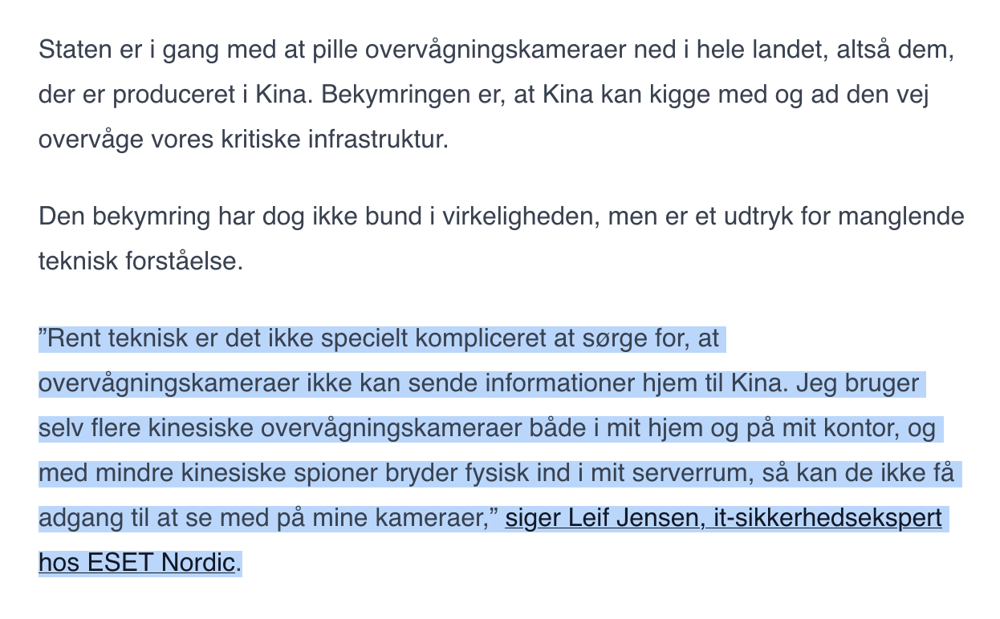 Staten er i gang med at pille overvågningskameraer ned i hele landet, altså dem,
der er produceret i Kina. Bekymringen er, at Kina kan kigge med og ad den vej
overvåge vores kritiske infrastruktur.
Den bekymring har dog ikke bund i virkeligheden, men er et udtryk for manglende
teknisk forståelse.
”Rent teknisk er det ikke specielt kompliceret at sørge for, at
overvågningskameraer ikke kan sende informationer hjem til Kina. Jeg bruger
selv flere kinesiske overvågningskameraer både i mit hjem og på mit kontor, og
med mindre kinesiske spioner bryder fysisk ind i mit serverrum, så kan de ikke få
adgang til at se med på mine kameraer,” siger Leif Jensen, it-sikkerhedsekspert
hos ESET Nordic.